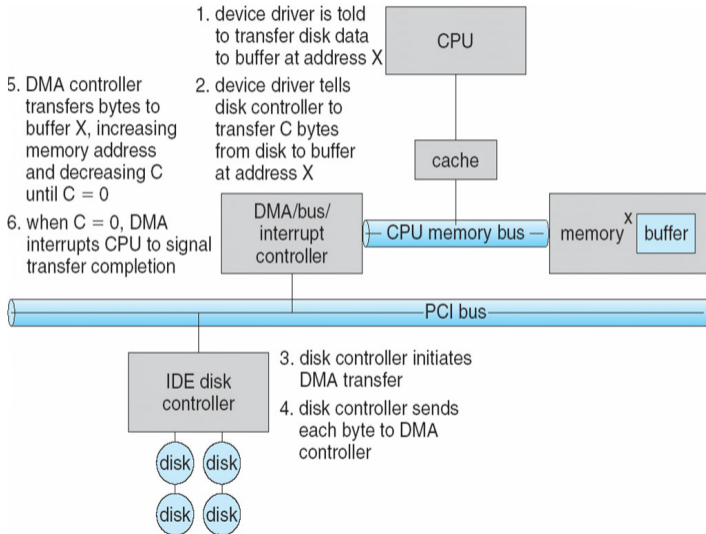 1. device driver is told
to transfer disk data
to buffer at address X
CPU
5. DMA controller
transfers bytes to
buffer X, increasing
memory address
and decreasing C
until C = 0
2. device driver tells
disk controller to
transfer C bytes
from disk to buffer
at address X
cache
6. when C = 0, DMA
interrupts CPU to signal
transfer completion
DMA/bus/
interrupt
controller
CPU memory bus
memory
X
buffer
PCI bus
IDE disk
controller
3. disk controller initiates
DMA transfer
4. disk controller sends
each byte to DMA
controller
disk
disk
disk
disk